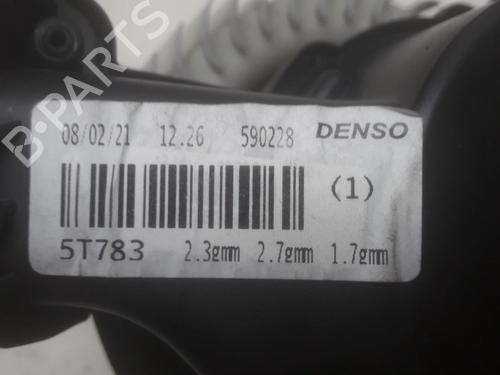 B-PARTS
08/02/21 12.26 590228 DENSO
(1)
5T783 2.3gmm 2.7gmm 1.7gmm